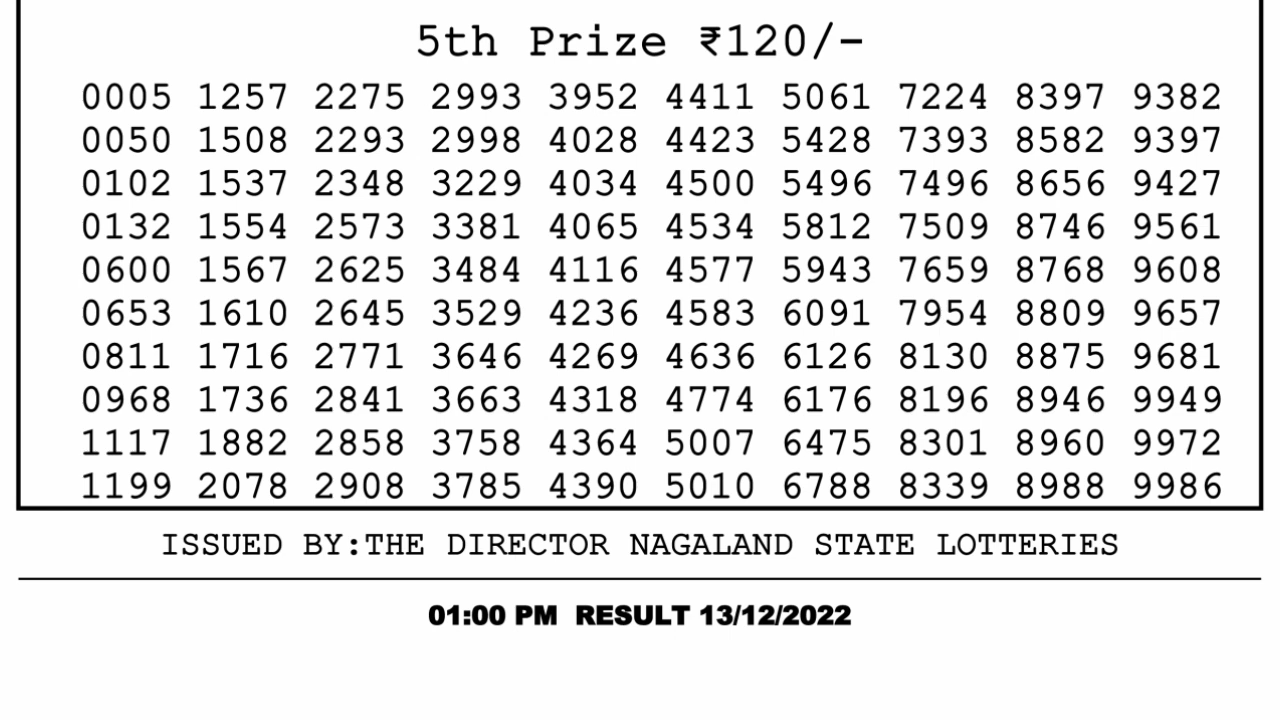 5th Prize ₹120/-
0005 1257 2275 2993 3952 4411 5061 7224 8397 9382
0050 1508 2293 2998 4028 4423 5428 7393 8582 9397
0102 1537 2348 3229 4034 4500 5496 7496 8656 9427
0132 1554 2573 3381 4065 4534 5812 7509 8746 9561
0600 1567 2625 3484 4116 4577 5943 7659 8768 9608
0653 1610 2645 3529 4236 4583 6091 7954 8809 9657
0811 1716 2771 3646 4269 4636 6126 8130 8875 9681
0968 1736 2841 3663 4318 4774 6176 8196 8946 9949
1117 1882 2858 3758 4364 5007 6475 8301 8960 9972
1199 2078 2908 3785 4390 5010 6788 8339 8988 9986
ISSUED BY:THE DIRECTOR NAGALAND STATE LOTTERIES
01:00 PM RESULT 13/12/2022